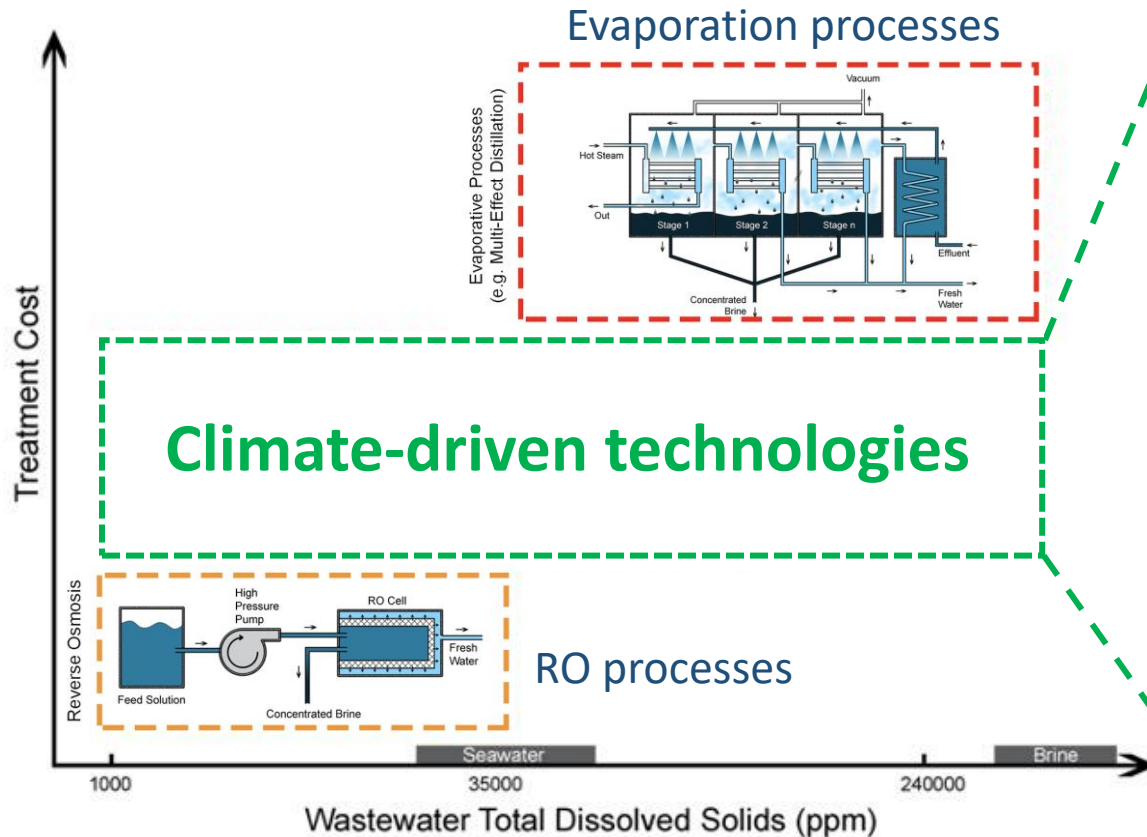 Evaporation processes
Evaporative Processes
(e.g. Multi-Effect Distillation)
Vacuum
Hot Steam
Out
Stage 1
Stage 2
Stage n
Effluent
Fresh
Water
Concentrated
Brine
Treatment Cost
Climate-driven technologies
Reverse Osmosis
High
Pressure
Pump
RO Cell
Fresh
Water
Feed Solution
Concentrated Brine
RO processes
Seawater
Brine
1000
35000
240000
Wastewater Total Dissolved Solids (ppm)